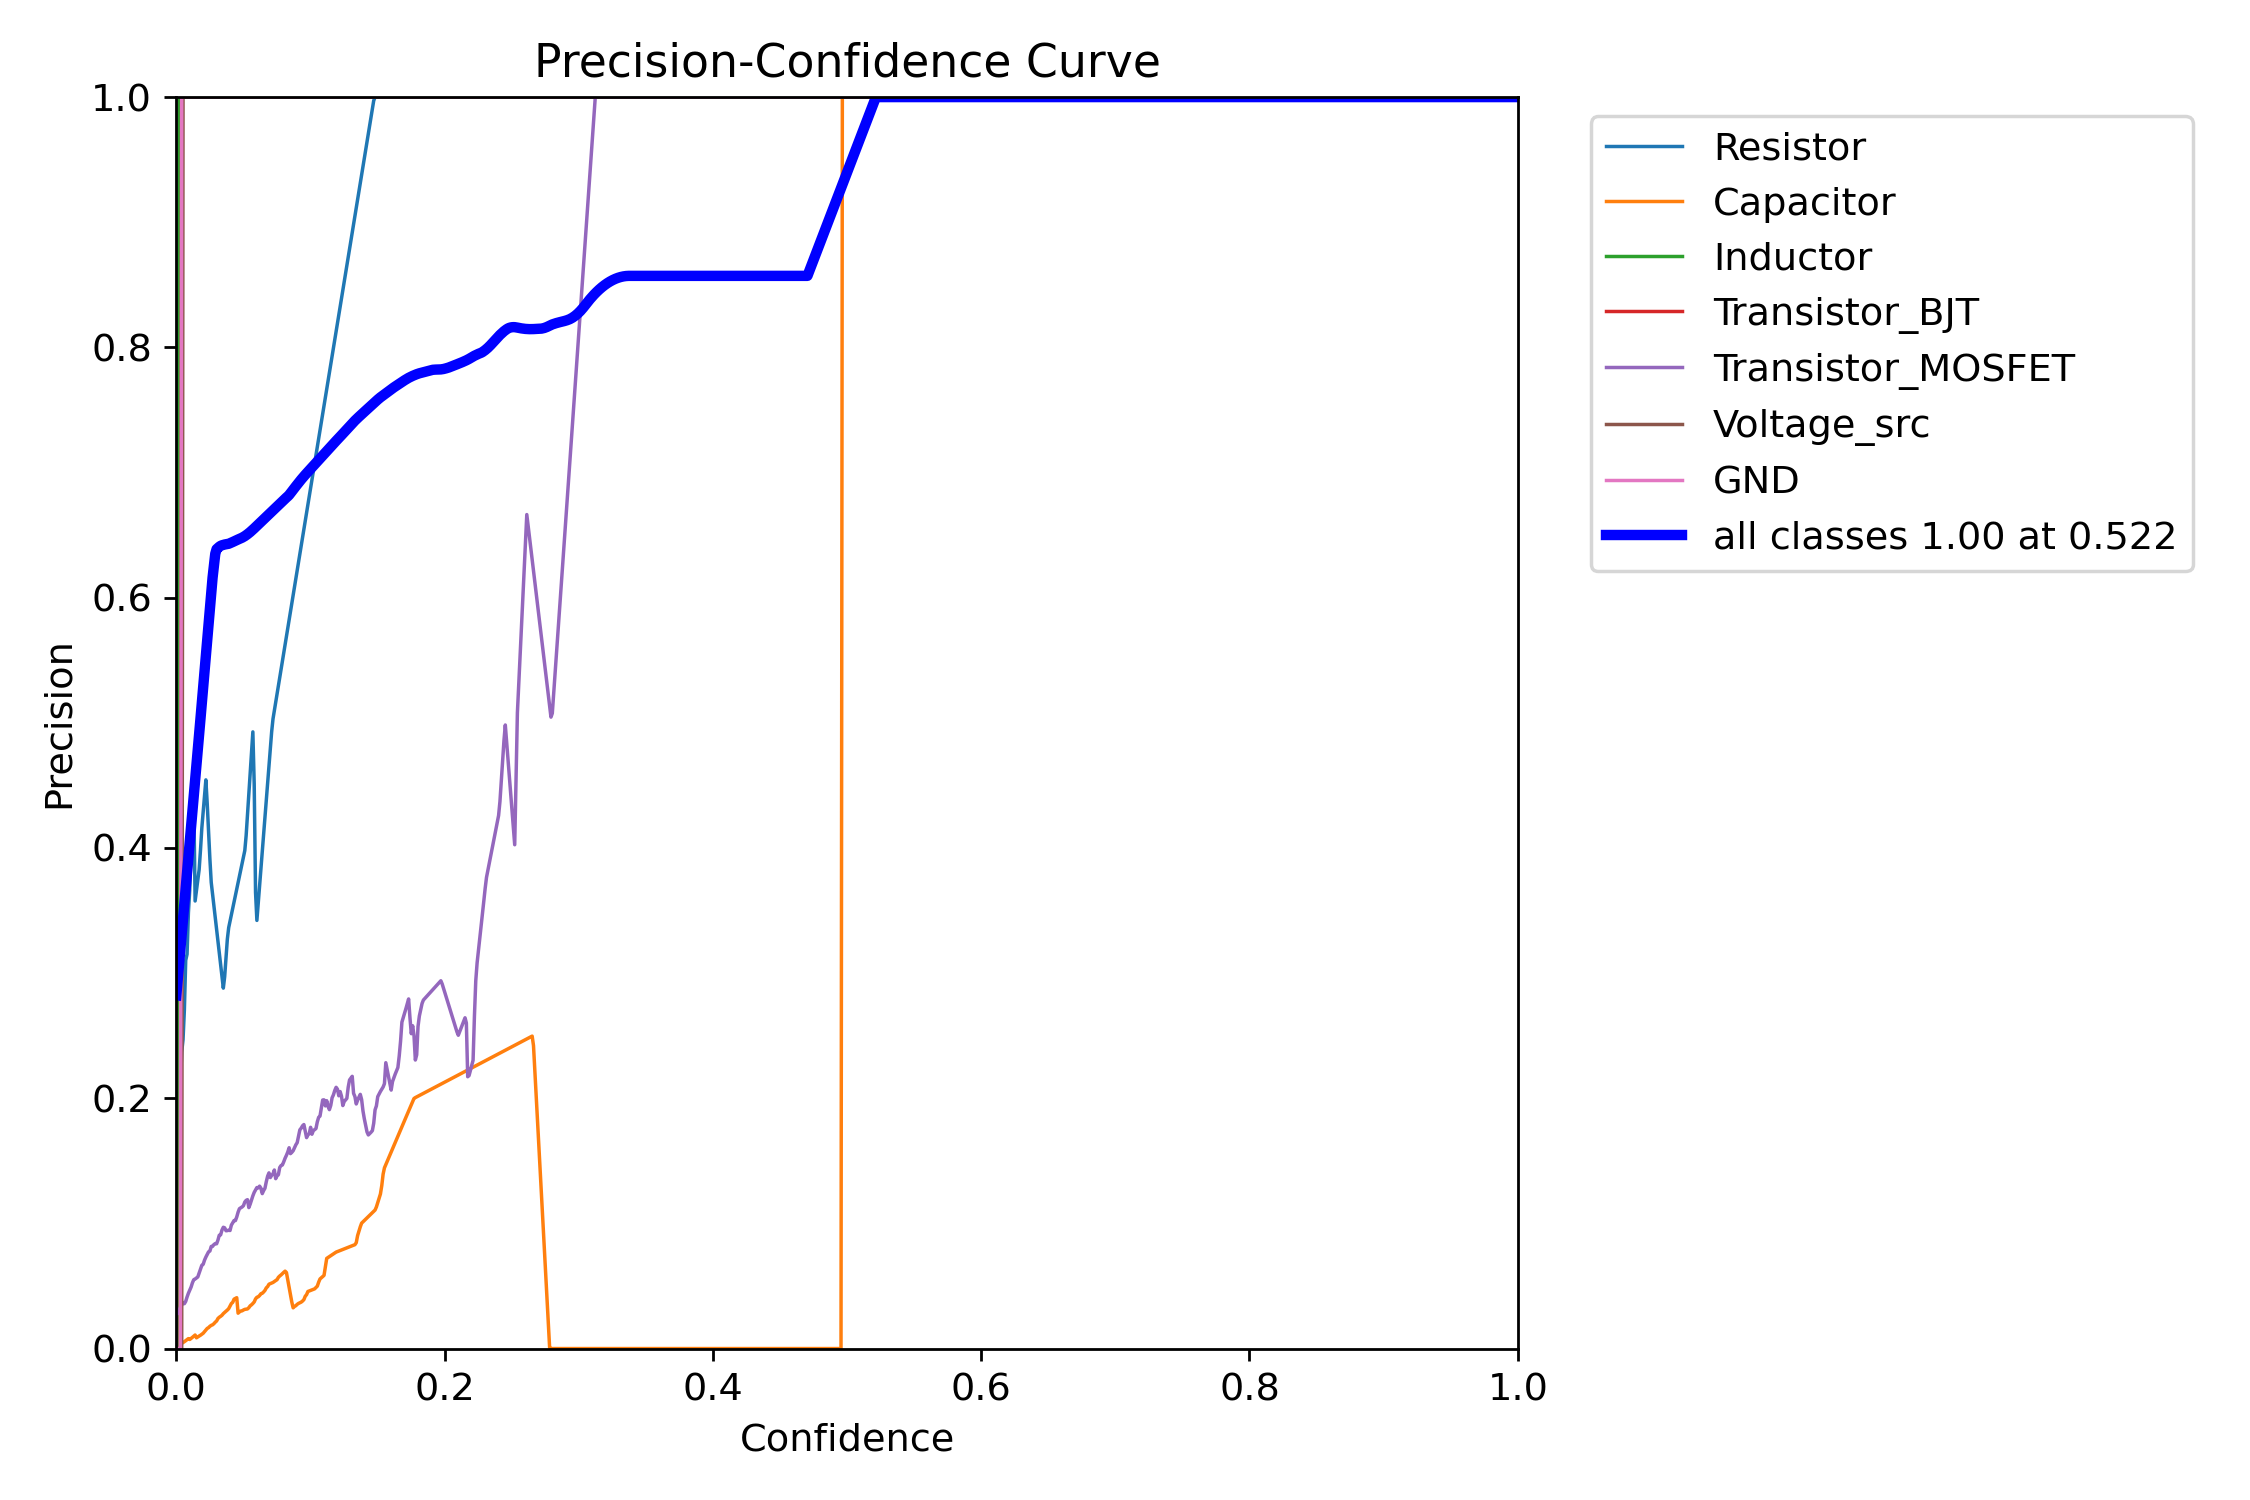 Precision-Confidence Curve
1.0
0.8
0.6
0.4
0.2
0.0
Precision
0.0 0.2 0.4 0.6 0.8 1.0
Confidence
Resistor
Capacitor
Inductor
Transistor_BJT
Transistor_MOSFET
Voltage_src
GND
all classes 1.00 at 0.522